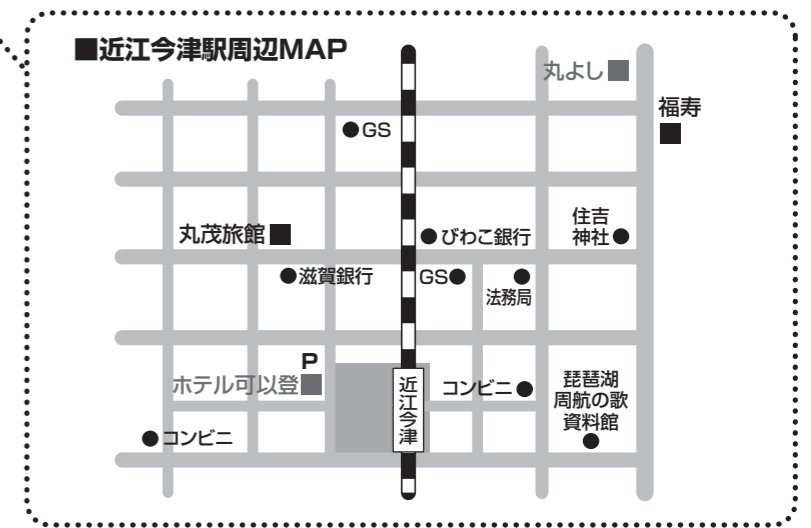 ■近江今津駅周辺MAP
丸よし■
福寿
■
●GS
丸茂旅館■
●びわこ銀行
住吉
神社●
●滋賀銀行
GS●
法務局
P
ホテル可以登■
近江今津
コンビニ●
琵琶湖
周航の歌
資料館
●コンビニ